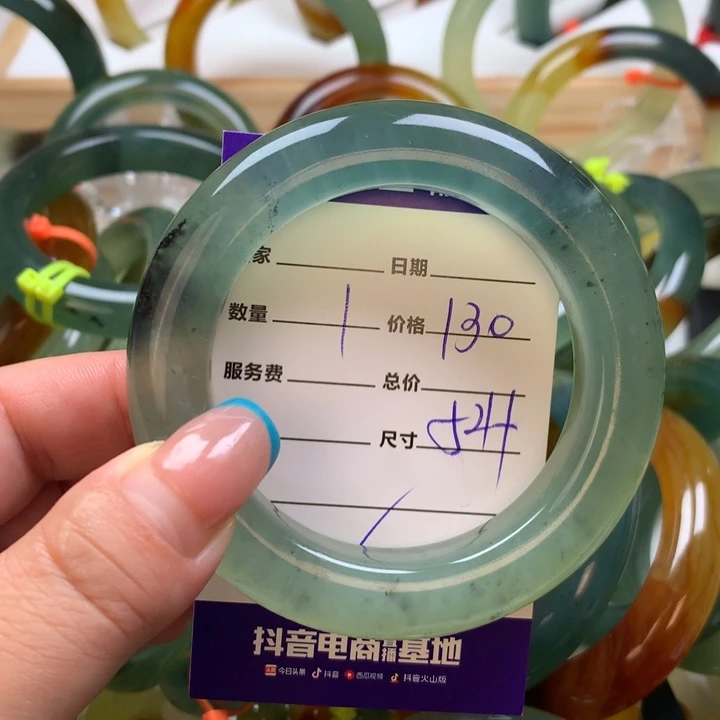 家 日期
数量 1 价格 130
服务费 总价
尺寸 54
抖音电商直播基地
今日头条 抖音 西瓜视频 抖音火山版